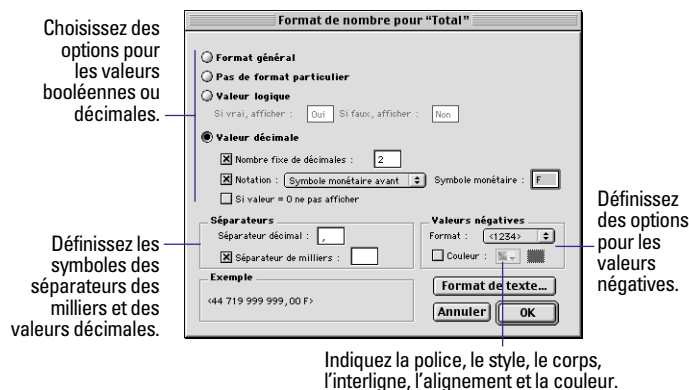 Choisissez des
options pour
les valeurs
booléennes ou
décimales.
Format de nombre pour "Total"
Format général
Pas de format particulier
Valeur logique
Si vrai, afficher : Oui Si faux, afficher : Non
Valeur décimale
Nombre fixe de décimales : 2
Notation : Symbole monétaire avant Symbole monétaire : F
Si valeur = 0 ne pas afficher
Définissez les
symboles des
séparateurs des
milliers et des
valeurs décimales.
Séparateurs
Séparateur décimal : ,
Séparateur de milliers :
Valeurs négatives
Format : <1234>
Couleur :
Définissez
des options
pour les
valeurs
négatives.
Exemple
<44 719 999 999,00 F>
Format de texte...
Annuler OK
Indiquez la police, le style, le corps,
l'interligne, l'alignement et la couleur.